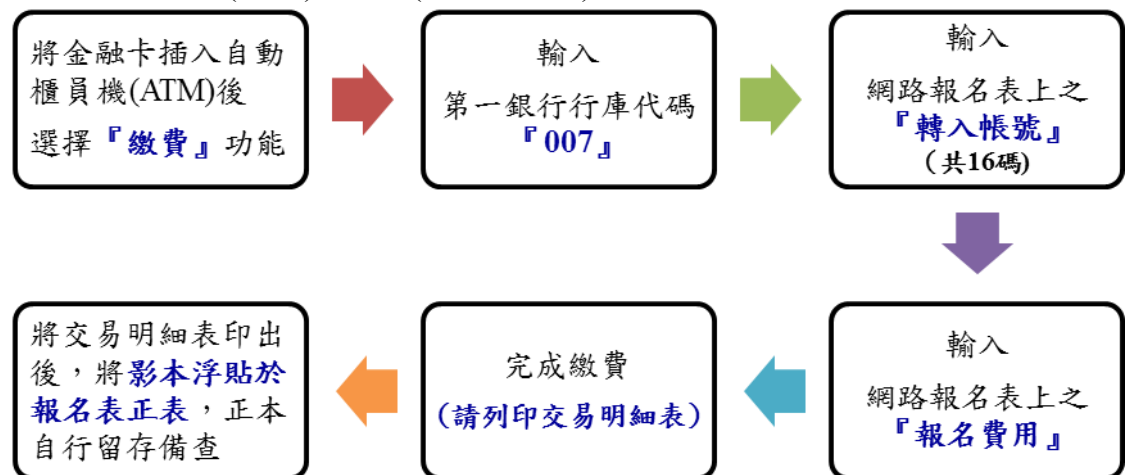 將金融卡插入自動
櫃員機(ATM)後
選擇『繳費』功能
輸入
第一銀行行庫代碼
『007』
輸入
網路報名表上之
『轉入帳號』
(共16碼)
輸入
網路報名表上之
『報名費用』
完成繳費
(請列印交易明細表)
將交易明細表印出
後，將影本浮貼於
報名表正表，正本
自行留存備查